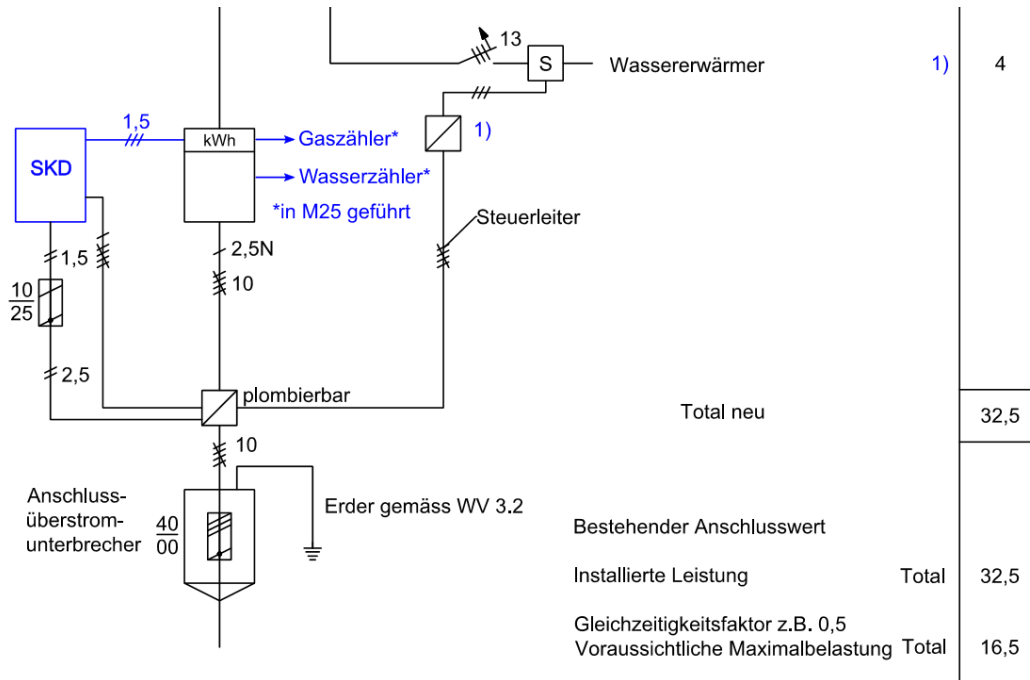 13
S
Wassererwärmer
1)
4
1,5
kWh
Gaszähler*
1)
SKD
Wasserzähler*
*in M25 geführt
Steuerleiter
1,5
2,5N
10
10
25
2,5
plombierbar
Total neu
32,5
10
Anschluss-
überstrom-
unterbrecher
40
00
Erder gemäss WV 3.2
Bestehender Anschlusswert
Installierte Leistung Total 32,5
Gleichzeitigkeitsfaktor z.B. 0,5
Voraussichtliche Maximalbelastung Total 16,5